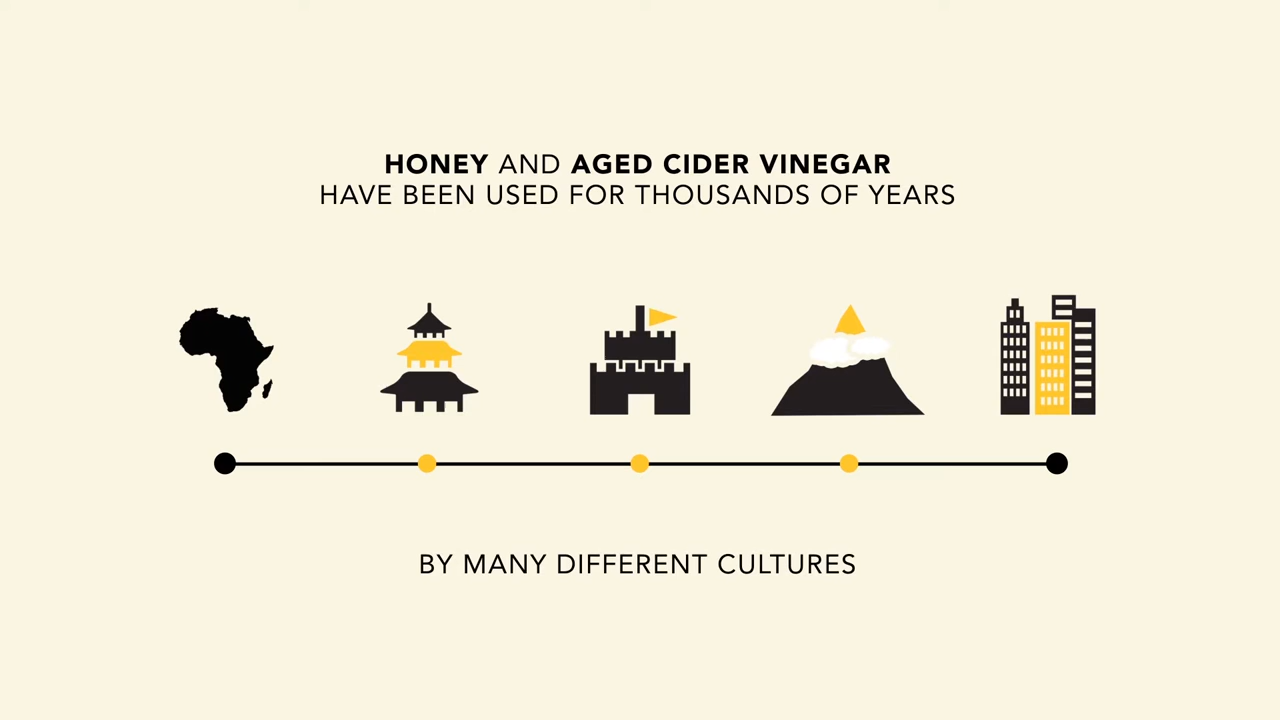 HONEY AND AGED CIDER VINEGAR
HAVE BEEN USED FOR THOUSANDS OF YEARS
BY MANY DIFFERENT CULTURES